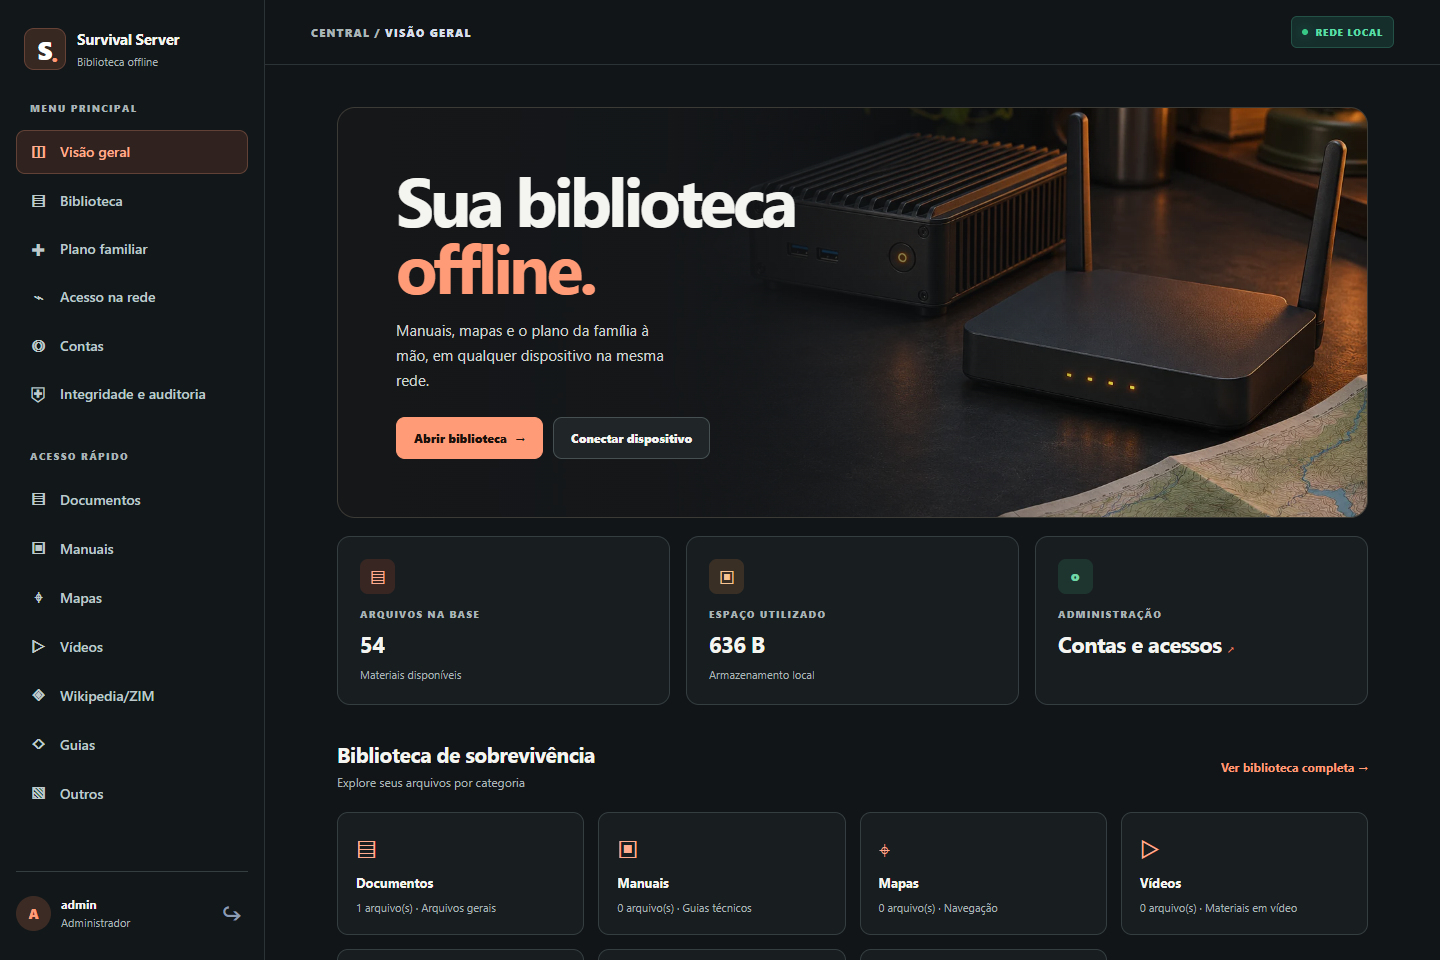 S.
Survival Server
Biblioteca offline
MENU PRINCIPAL
Visão geral
Biblioteca
Plano familiar
Acesso na rede
Contas
Integridade e auditoria
ACESSO RÁPIDO
Documentos
Manuais
Mapas
Vídeos
Wikipedia/ZIM
Guias
Outros
A
admin
Administrador
CENTRAL / VISÃO GERAL
REDE LOCAL
Sua biblioteca
offline.
Manuais, mapas e o plano da família à
mão, em qualquer dispositivo na mesma
rede.
Abrir biblioteca →
Conectar dispositivo
ARQUIVOS NA BASE
54
Materiais disponíveis
ESPAÇO UTILIZADO
636 B
Armazenamento local
ADMINISTRAÇÃO
Contas e acessos ↗
Biblioteca de sobrevivência
Explore seus arquivos por categoria
Ver biblioteca completa →
Documentos
1 arquivo(s) · Arquivos gerais
Manuais
0 arquivo(s) · Guias técnicos
Mapas
0 arquivo(s) · Navegação
Vídeos
0 arquivo(s) · Materiais em vídeo